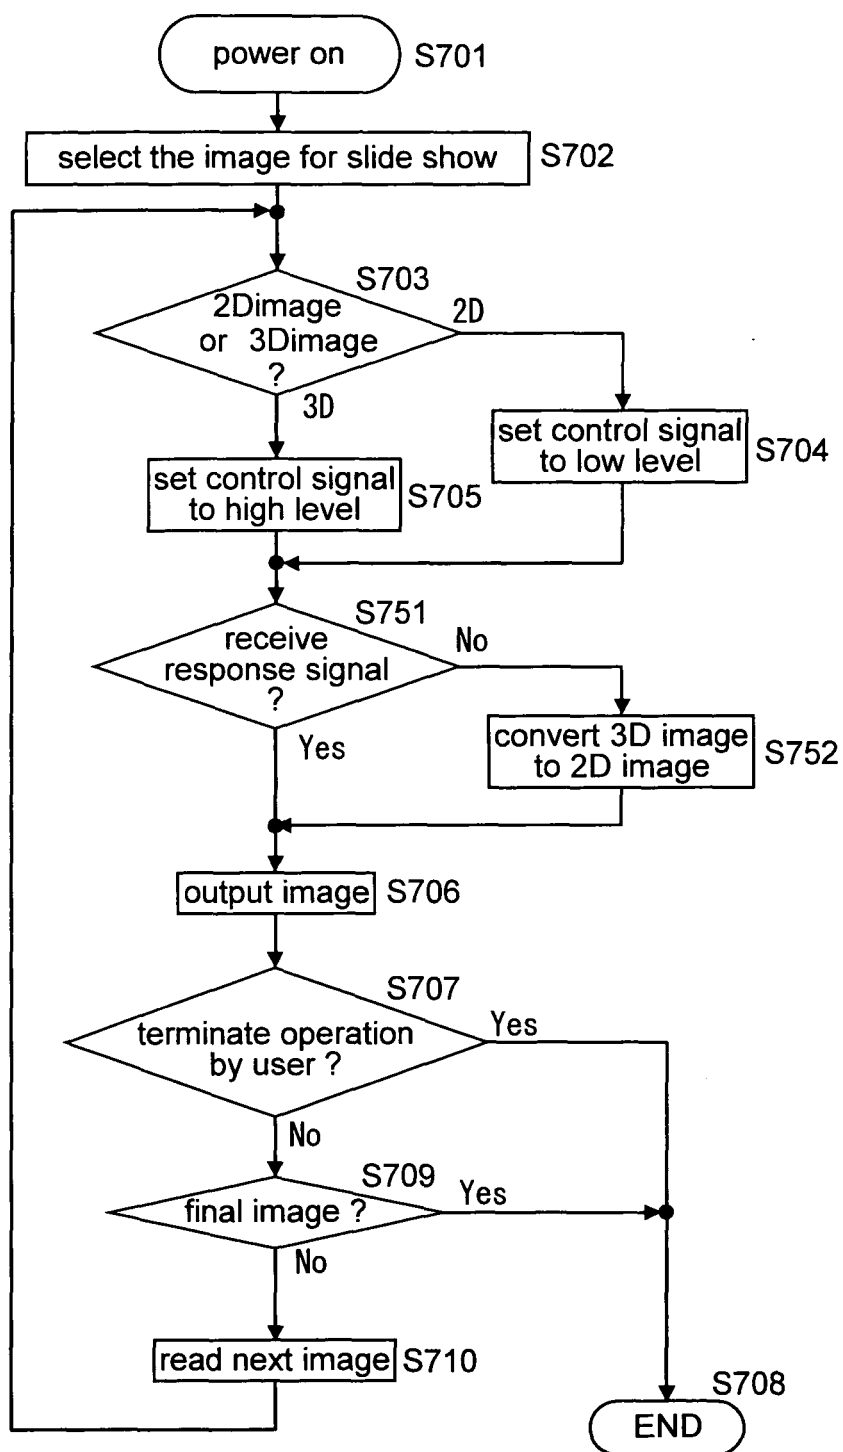 power on
S701
select the image for slide show
S702
S703
2Dimage
or 3Dimage
?
2D
3D
set control signal
to low level
S704
set control signal
to high level
S705
S751
receive
response signal
?
No
Yes
convert 3D image
to 2D image
S752
output image
S706
S707
terminate operation
by user ?
Yes
No
S709
final image ?
Yes
No
read next image
S710
S708
END